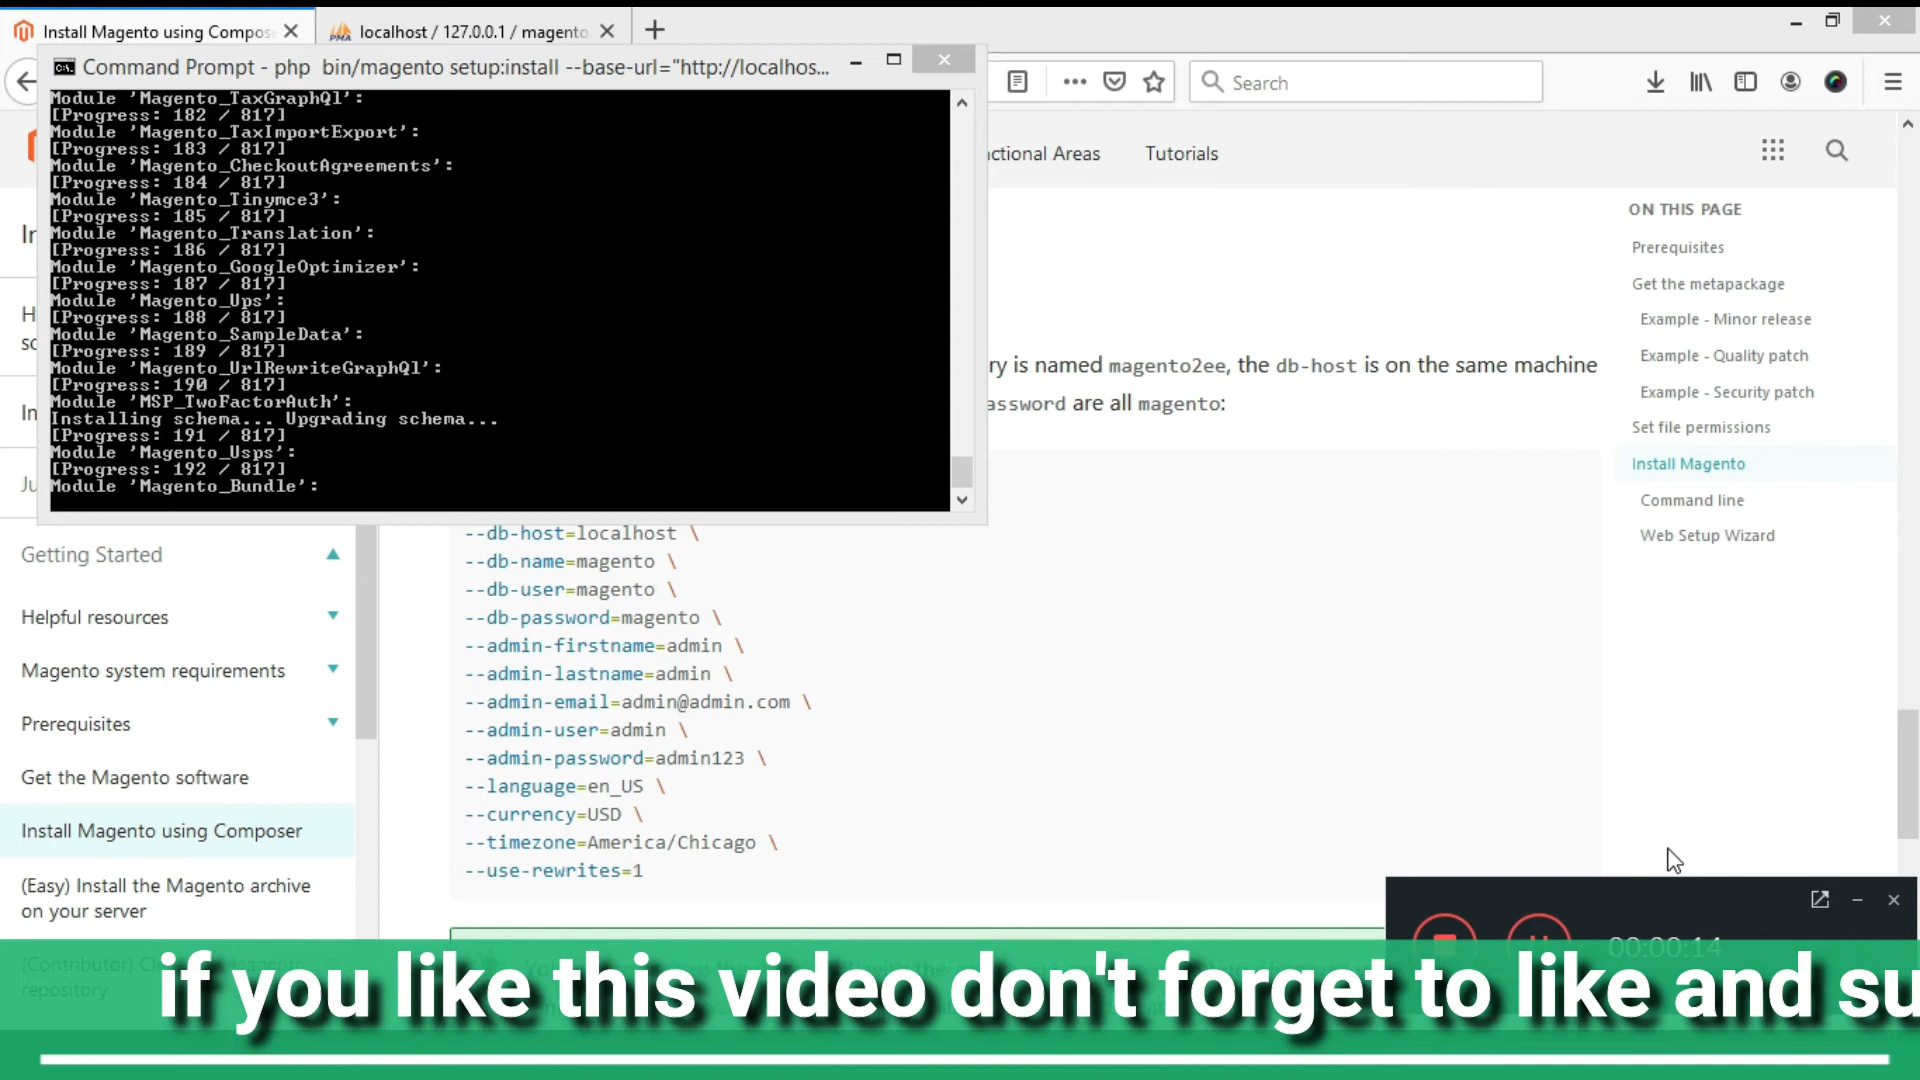 Install Magento using Compos
localhost / 127.0.0.1 / magento
Command Prompt - php bin/magento setup:install --base-url="http://localhos...
Search
Module 'Magento_TaxGraphQl':
[Progress: 182 / 817]
Module 'Magento_TaxImportExport':
[Progress: 183 / 817]
Module 'Magento_CheckoutAgreements':
[Progress: 184 / 817]
Module 'Magento_Tinymce3':
[Progress: 185 / 817]
Module 'Magento_Translation':
[Progress: 186 / 817]
Module 'Magento_GoogleOptimizer':
[Progress: 187 / 817]
Module 'Magento_Ups':
[Progress: 188 / 817]
Module 'Magento_SampleData':
[Progress: 189 / 817]
Module 'Magento_UrlRewriteGraphQl':
[Progress: 190 / 817]
Module 'MSP_TwoFactorAuth':
Installing schema... Upgrading schema...
[Progress: 191 / 817]
Module 'Magento_Usps':
[Progress: 192 / 817]
Module 'Magento_Bundle':
nctional Areas
Tutorials
ry is named magento2ee, the db-host is on the same machine
assword are all magento:
--db-host=localhost \
--db-name=magento \
--db-user=magento \
--db-password=magento \
--admin-firstname=admin \
--admin-lastname=admin \
--admin-email=admin@admin.com \
--admin-user=admin \
--admin-password=admin123 \
--language=en_US \
--currency=USD \
--timezone=America/Chicago \
--use-rewrites=1
ON THIS PAGE
Prerequisites
Get the metapackage
Example - Minor release
Example - Quality patch
Example - Security patch
Set file permissions
Install Magento
Command line
Web Setup Wizard
Getting Started
Helpful resources
Magento system requirements
Prerequisites
Get the Magento software
Install Magento using Composer
(Easy) Install the Magento archive
on your server
(Contributor)
repository
00:00:14
if you like this video don't forget to like and su